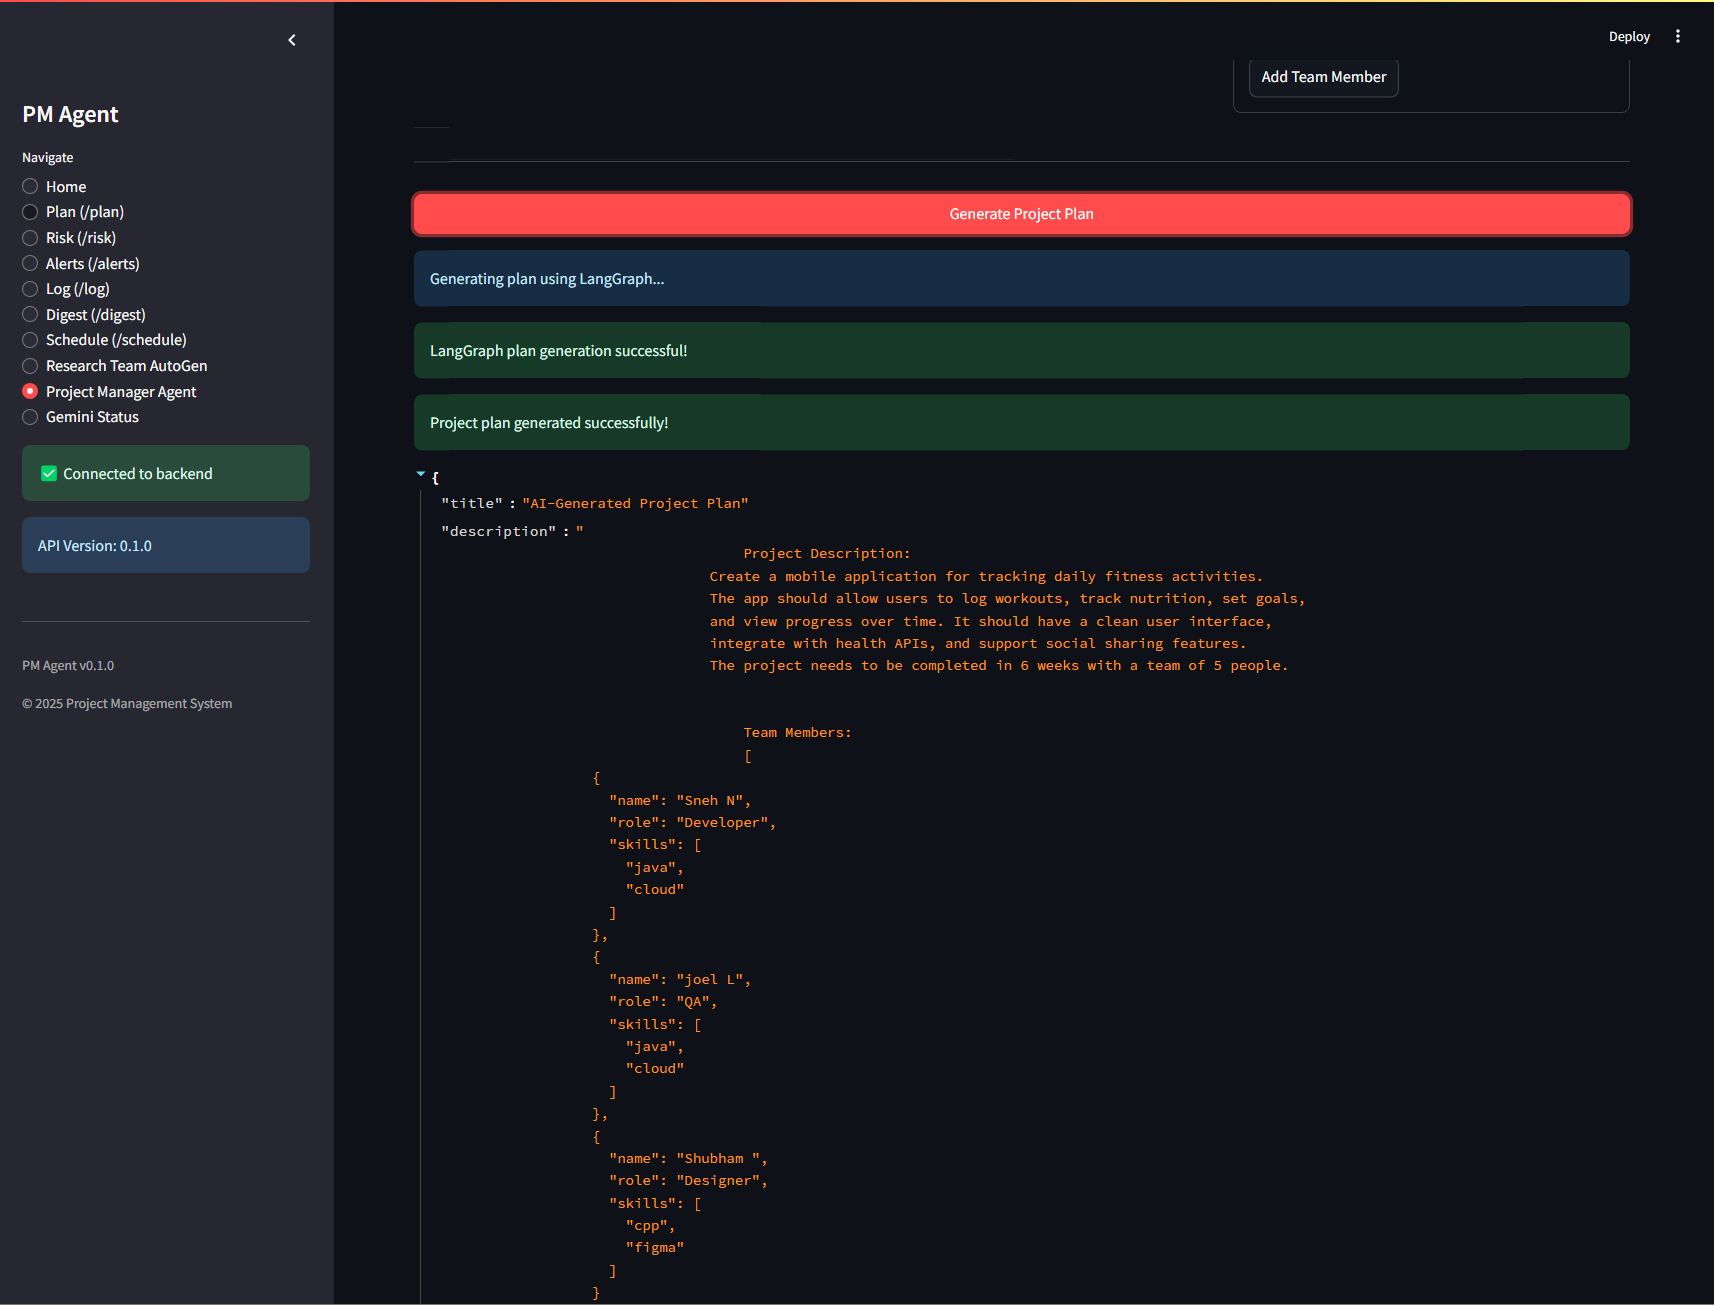 Deploy
PM Agent
Navigate
Home
Plan (/plan)
Risk (/risk)
Alerts (/alerts)
Log (/log)
Digest (/digest)
Schedule (/schedule)
Research Team AutoGen
Project Manager Agent
Gemini Status
✅ Connected to backend
API Version: 0.1.0
PM Agent v0.1.0
© 2025 Project Management System
Add Team Member
Generate Project Plan
Generating plan using LangGraph...
LangGraph plan generation successful!
Project plan generated successfully!
{
"title" : "AI-Generated Project Plan"
"description" : "
Project Description:
Create a mobile application for tracking daily fitness activities.
The app should allow users to log workouts, track nutrition, set goals,
and view progress over time. It should have a clean user interface,
integrate with health APIs, and support social sharing features.
The project needs to be completed in 6 weeks with a team of 5 people.
Team Members:
[
{
"name": "Sneh N",
"role": "Developer",
"skills": [
"java",
"cloud"
]
},
{
"name": "joel L",
"role": "QA",
"skills": [
"java",
"cloud"
]
},
{
"name": "Shubham ",
"role": "Designer",
"skills": [
"cpp",
"figma"
]
}